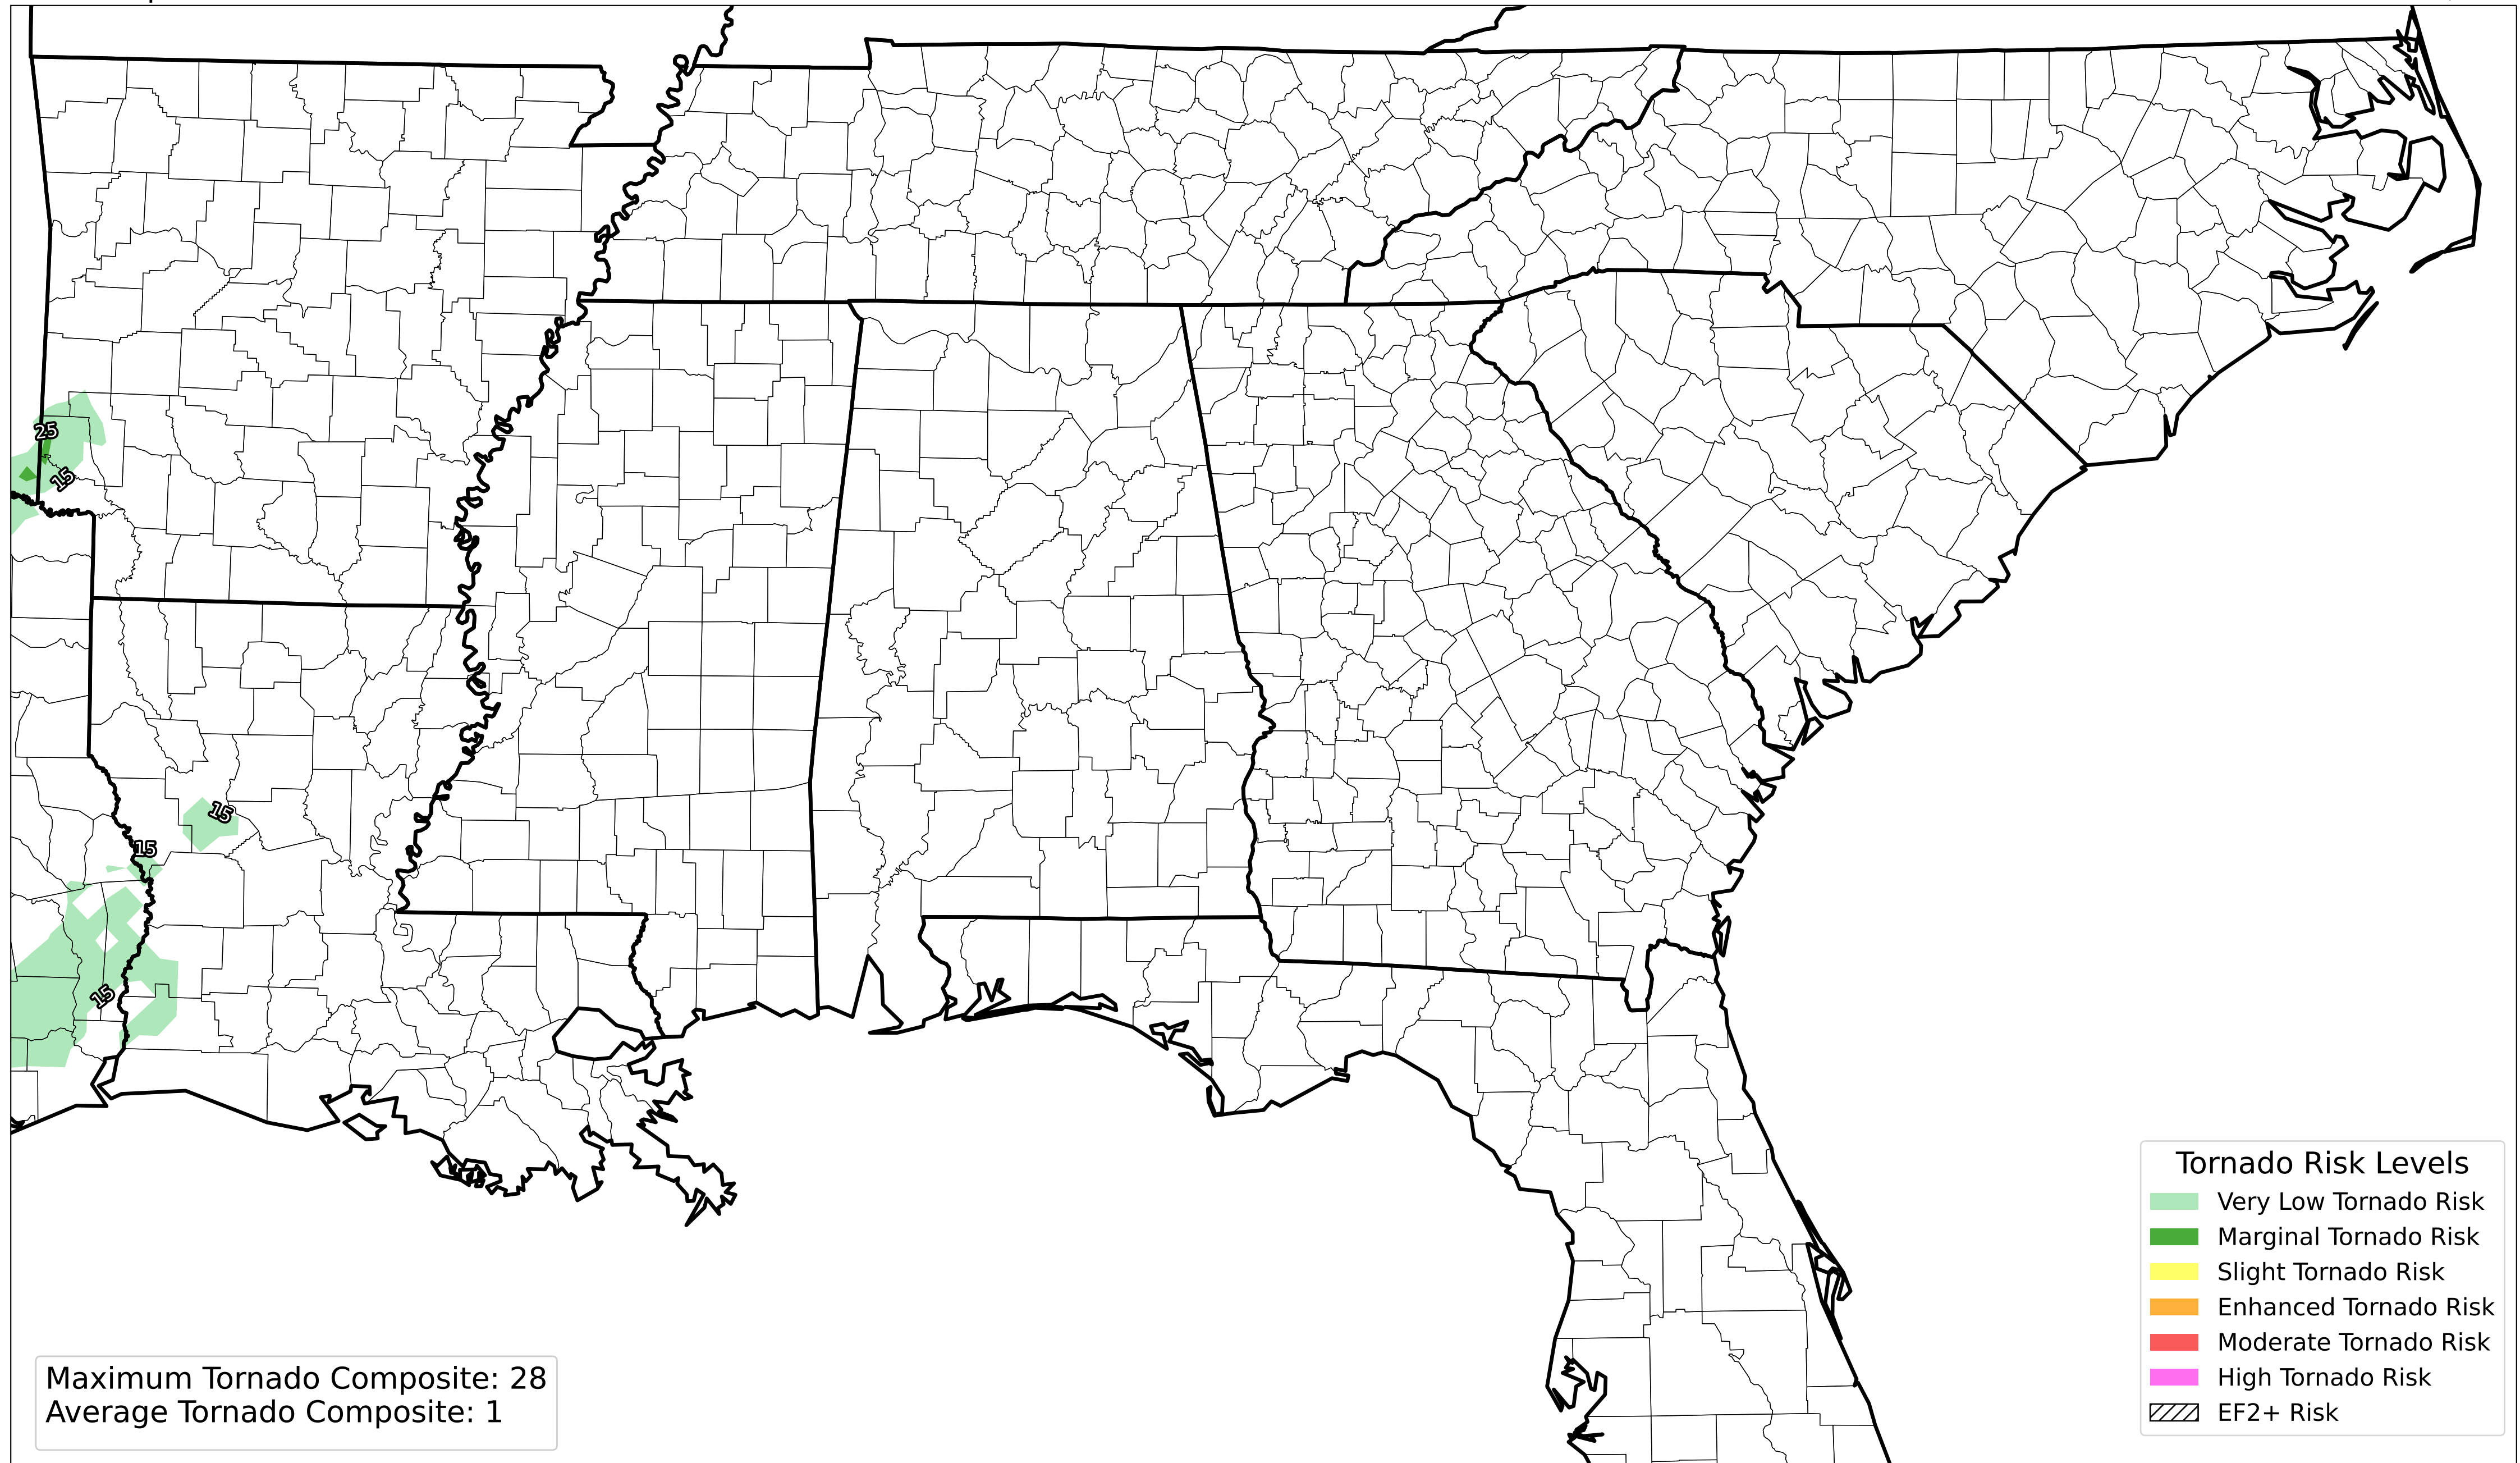 25
15
15
15
15
Tornado Risk Levels
Very Low Tornado Risk
Marginal Tornado Risk
Slight Tornado Risk
Enhanced Tornado Risk
Moderate Tornado Risk
High Tornado Risk
EF2+ Risk
Maximum Tornado Composite: 28
Average Tornado Composite: 1